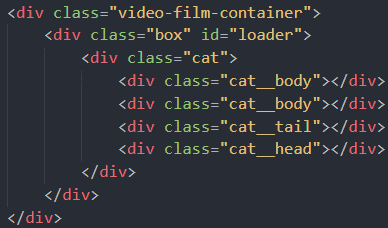 <div class="video-film-container">
<div class="box" id="loader">
<div class="cat">
<div class="cat__body"></div>
<div class="cat__body"></div>
<div class="cat__tail"></div>
<div class="cat__head"></div>
</div>
</div>
</div>